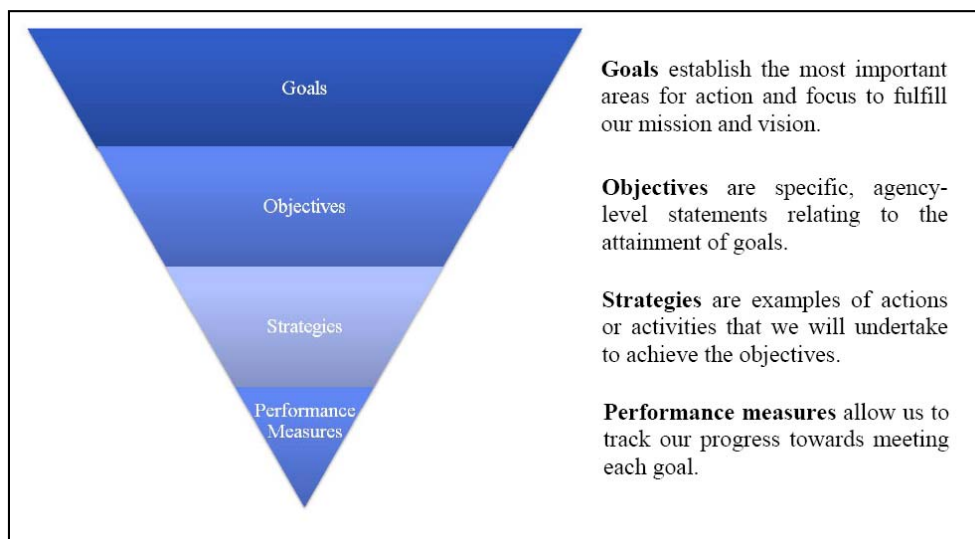 Goals
Goals establish the most important
areas for action and focus to fulfill
our mission and vision.
Objectives
Objectives are specific, agency-
level statements relating to the
attainment of goals.
Strategies
Strategies are examples of actions
or activities that we will undertake
to achieve the objectives.
Performance
Measures
Performance measures allow us to
track our progress towards meeting
each goal.